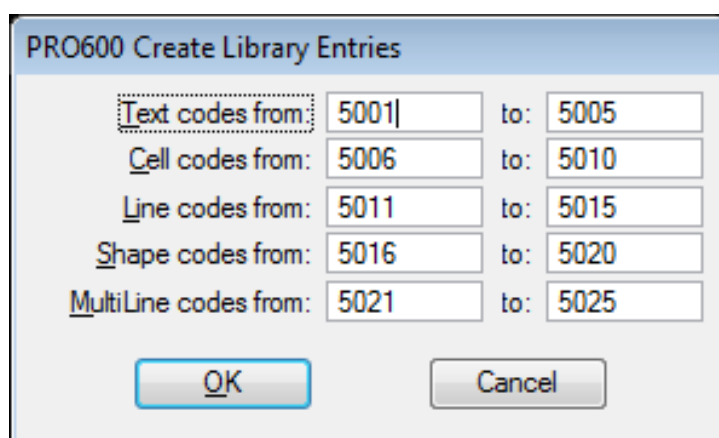 PRO600 Create Library Entries
Text codes from: 5001 to: 5005
Cell codes from: 5006 to: 5010
Line codes from: 5011 to: 5015
Shape codes from: 5016 to: 5020
MultiLine codes from: 5021 to: 5025
OK Cancel